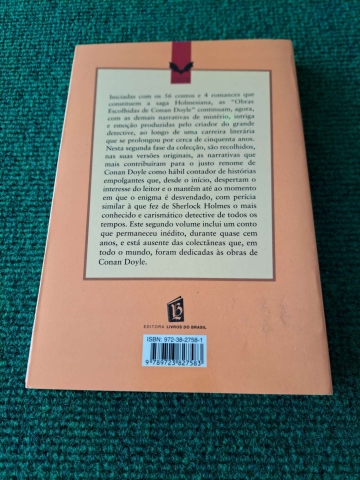 Iniciadas com os 56 contos e 4 romances que
constituem a saga Holmesiana, as "Obras
Escolhidas de Conan Doyle" continuam, agora,
com as demais narrativas de mistério, intriga
e emoção produzidas pelo criador do grande
detective, ao longo de uma carreira literária
que se prolongou por cerca de cinquenta anos.
Nesta segunda fase da colecção, são recolhidos,
nas suas versões originais, as narrativas que
mais contribuíram para o justo renome de
Conan Doyle como hábil contador de histórias
empolgantes que, desde o início, despertam o
interesse do leitor e o mantêm até ao momento
em que o enigma é desvendado, com perícia
similar à que fez de Sherlock Holmes o mais
conhecido e carismático detective de todos os
tempos. Este segundo volume inclui um conto
que permaneceu inédito, durante quase cem
anos, e está ausente das colectâneas que, em
todo o mundo, foram dedicadas às obras de
Conan Doyle.
EDITORA LIVROS DO BRASIL
ISBN: 972-38-2758-1
9 789723 827583